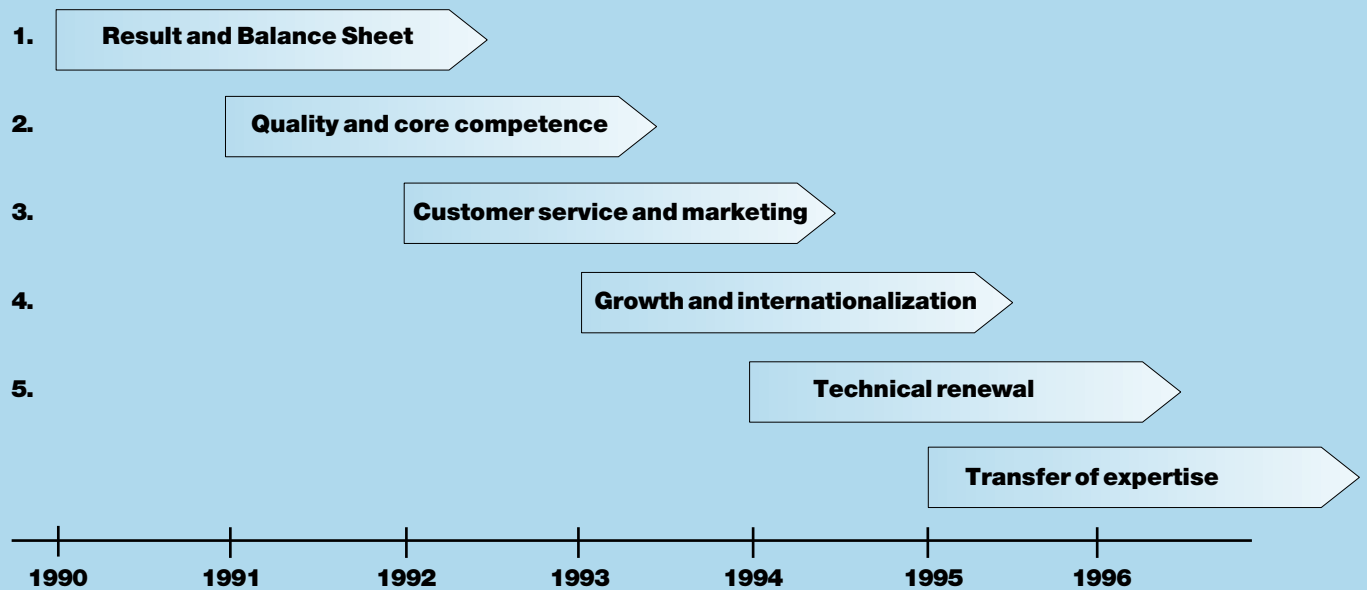 1. Result and Balance Sheet
2. Quality and core competence
3. Customer service and marketing
4. Growth and internationalization
5. Technical renewal
Transfer of expertise
1990 1991 1992 1993 1994 1995 1996